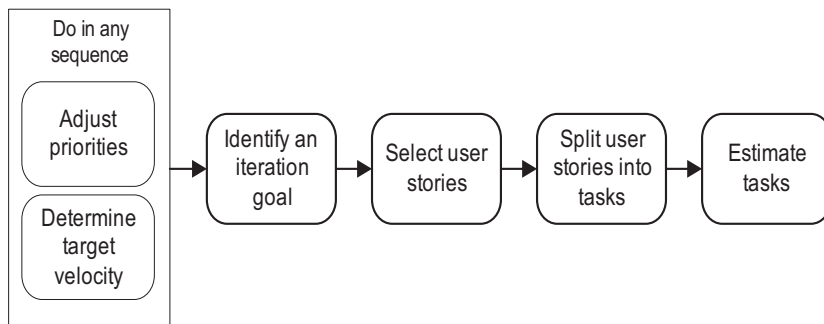 Do in any
sequence
Adjust
priorities
Determine
target
velocity
Identify an
iteration
goal
Select user
stories
Split user
stories into
tasks
Estimate
tasks